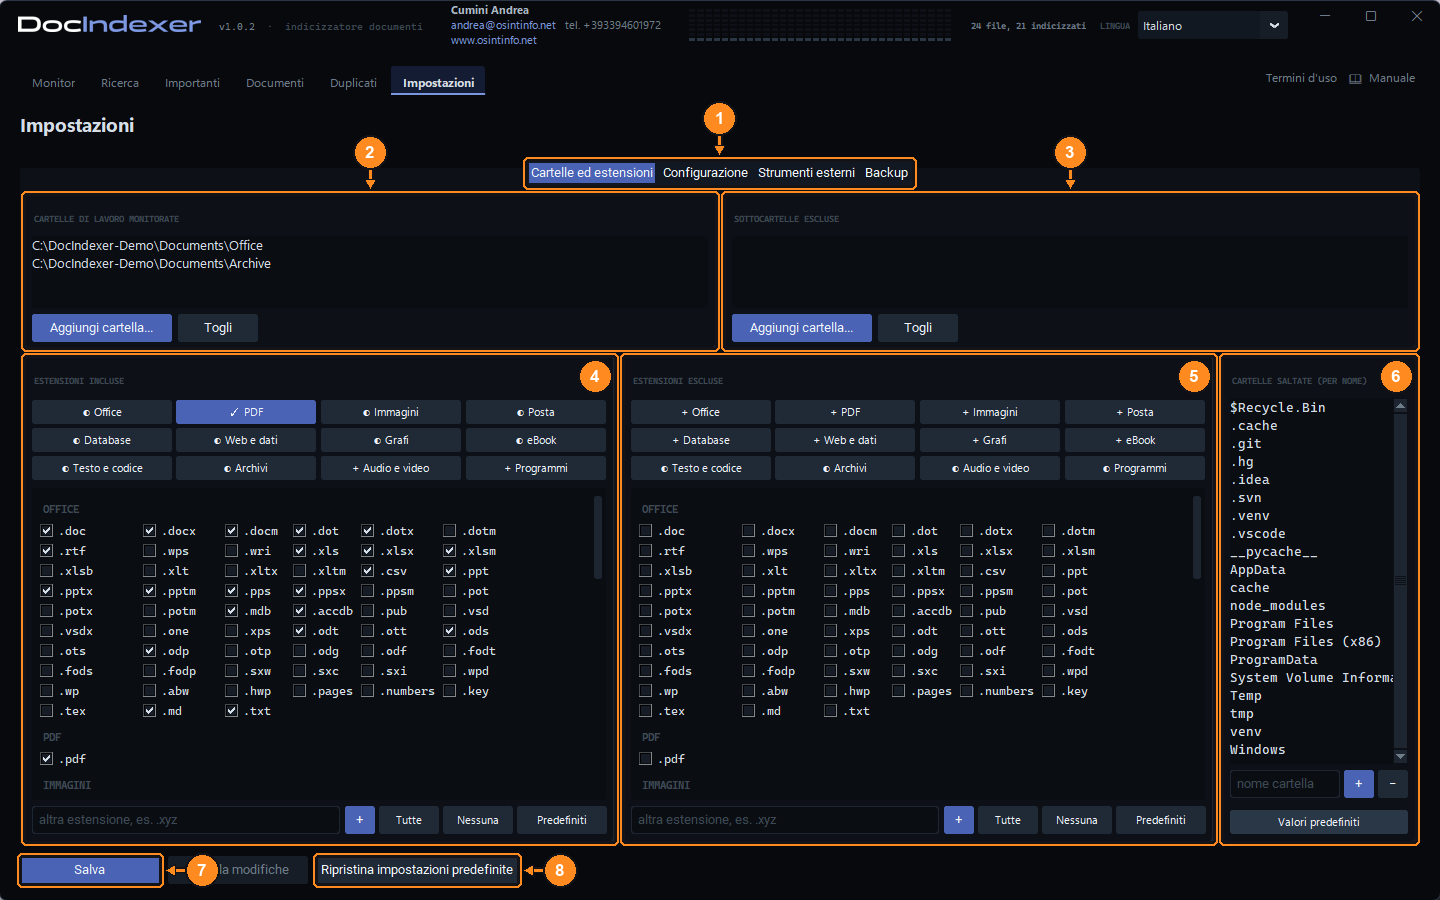 DocIndexer v1.0.2 · indicizzatore documenti
Cumini Andrea
andrea@osintinfo.net tel. +393394601972
www.osintinfo.net
24 file, 21 indicizzati
LINGUA Italiano
Monitor Ricerca Importanti Documenti Duplicati Impostazioni
Termini d'uso Manuale
Impostazioni
1
2
3
Cartelle ed estensioni Configurazione Strumenti esterni Backup
CARTELLE DI LAVORO MONITORATE
C:\DocIndexer-Demo\Documents\Office
C:\DocIndexer-Demo\Documents\Archive
Aggiungi cartella... Togli
SOTTOCARTELLE ESCLUSE
Aggiungi cartella... Togli
ESTENSIONI INCLUSE 4
◐ Office ✓ PDF ◐ Immagini ◐ Posta
◐ Database ◐ Web e dati ◐ Grafi ◐ eBook
◐ Testo e codice ◐ Archivi + Audio e video + Programmi
OFFICE
.doc .docx .docm .dot .dotx .dotm
.rtf .wps .wri .xls .xlsx .xlsm
.xlsb .xlt .xltx .xltm .csv .ppt
.pptx .pptm .pps .ppsx .ppsm .pot
.potx .potm .mdb .accdb .pub .vsd
.vsdx .one .xps .odt .ott .ods
.ots .odp .otp .odg .odf .fodt
.fods .fodp .sxw .sxc .sxi .wpd
.wp .abw .hwp .pages .numbers .key
.tex .md .txt
PDF
.pdf
IMMAGINI
altra estensione, es. .xyz + Tutte Nessuna Predefiniti
ESTENSIONI ESCLUSE 5
+ Office + PDF + Immagini + Posta
+ Database + Web e dati + Grafi + eBook
◐ Testo e codice ◐ Archivi ◐ Audio e video ◐ Programmi
OFFICE
.doc .docx .docm .dot .dotx .dotm
.rtf .wps .wri .xls .xlsx .xlsm
.xlsb .xlt .xltx .xltm .csv .ppt
.pptx .pptm .pps .ppsx .ppsm .pot
.potx .potm .mdb .accdb .pub .vsd
.vsdx .one .xps .odt .ott .ods
.ots .odp .otp .odg .odf .fodt
.fods .fodp .sxw .sxc .sxi .wpd
.wp .abw .hwp .pages .numbers .key
.tex .md .txt
PDF
.pdf
IMMAGINI
altra estensione, es. .xyz + Tutte Nessuna Predefiniti
CARTELLE SALTATE (PER NOME) 6
$Recycle.Bin
.cache
.git
.hg
.idea
.svn
.venv
.vscode
__pycache__
AppData
cache
node_modules
Program Files
Program Files (x86)
ProgramData
System Volume Informa
Temp
tmp
venv
Windows
nome cartella + -
Valori predefiniti
Salva 7 la modifiche Ripristina impostazioni predefinite 8